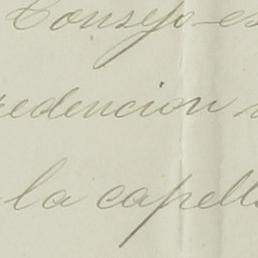 Consejo es
redencion
la capell